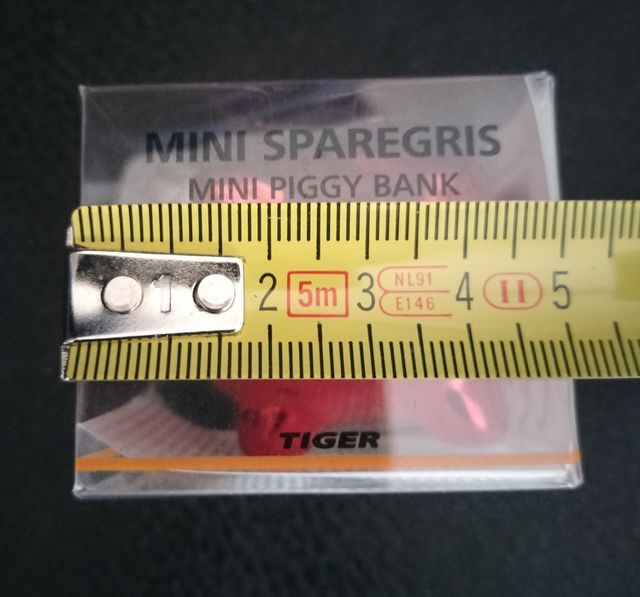 MINI SPAREGRIS
MINI PIGGY BANK
1 2 5m 3 NL91 E146 4 II 5
TIGER